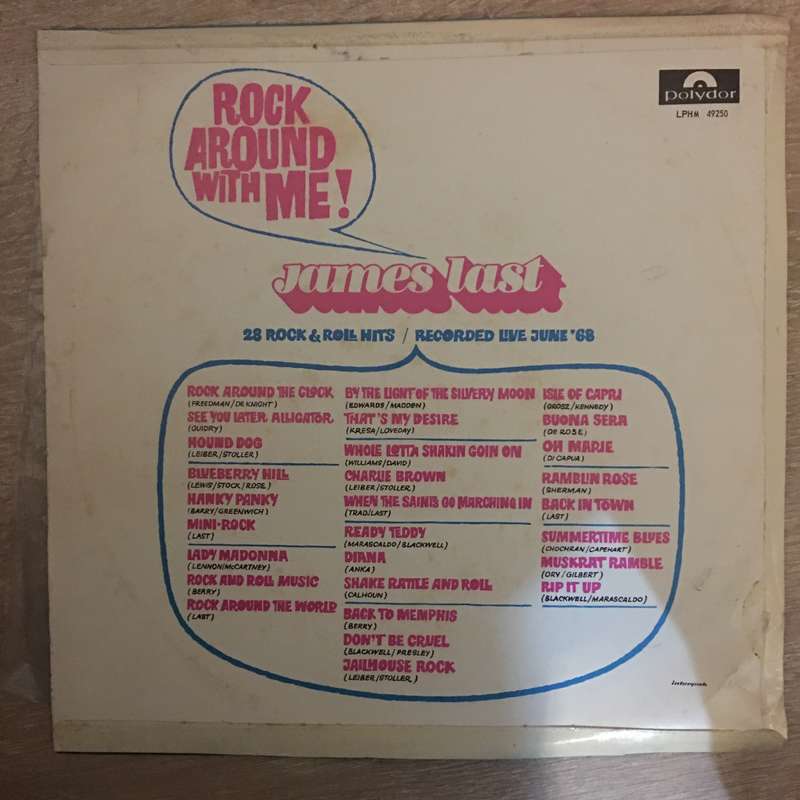 ROCK
AROUND
WITH ME!
polydor
LPHM 49250
james last
28 ROCK & ROLL HITS / RECORDED LIVE JUNE '68
ROCK AROUND THE CLOCK
(FREEDMAN/DE KNIGHT)
SEE YOU LATER ALLIGATOR
(GUIDRY)
HOUND DOG
(LEIBER/STOLLER)
BLUEBERRY HILL
(LEWIS/STOCK/ROSE)
HANKY PANKY
(BARRY/GREENWICH)
MINI-ROCK
(LAST)
LADY MADONNA
(LENNON/McCARTNEY)
ROCK AND ROLL MUSIC
(BERRY)
ROCK AROUND THE WORLD
(LAST)
BY THE LIGHT OF THE SILVERY MOON
(EDWARDS/MADDEN)
THAT'S MY DESIRE
(KRESA/LOVEDAY)
WHOLE LOTTA SHAKIN GOIN ON
(WILLIAMS/DAVID)
CHARLIE BROWN
(LEIBER/STOLLER)
WHEN THE SAINTS GO MARCHING IN
(TRAD/LAST)
READY TEDDY
(MARASCALDO/BLACKWELL)
DIANA
(ANKA)
SHAKE RATTLE AND ROLL
(CALHOUN)
BACK TO MEMPHIS
(BERRY)
DON'T BE CRUEL
(BLACKWELL/PRESLEY)
JAILHOUSE ROCK
(LEIBER/STOLLER)
ISLE OF CAPRI
(GROSZ/KENNEDY)
BUONA SERA
(DE ROSE)
OH MARIE
(DI CAPUA)
RAMBLIN ROSE
(SHERMAN)
BACK IN TOWN
(LAST)
SUMMERTIME BLUES
(CHOCHRAN/CAPEHART)
MUSKRAT RAMBLE
(ORY/GILBERT)
RIP IT UP
(BLACKWELL/MARASCALDO)
interpak